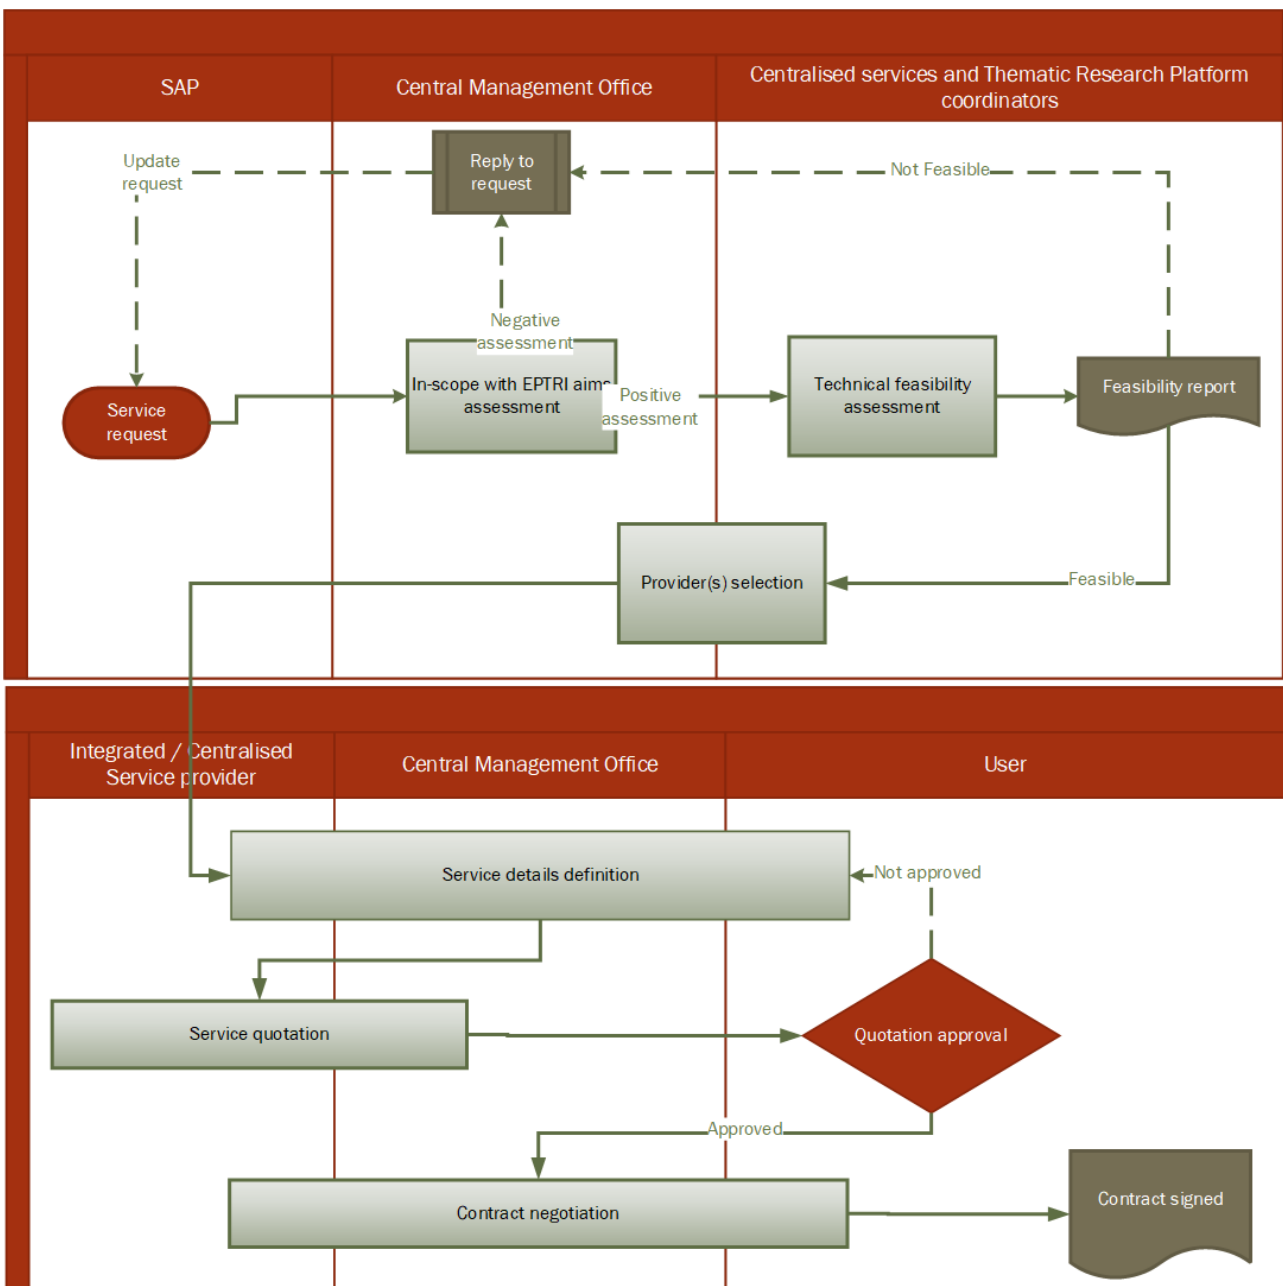 SAP
Central Management Office
Centralised services and Thematic Research Platform
coordinators
Update
request
Reply to
request
Not Feasible
Negative
assessment
In-scope with EPTRI aims
assessment
Positive
assessment
Technical feasibility
assessment
Feasibility report
Service
request
Provider(s) selection
Feasible
Integrated / Centralised
Service provider
Central Management Office
User
Service details definition
Not approved
Service quotation
Quotation approval
Approved
Contract negotiation
Contract signed